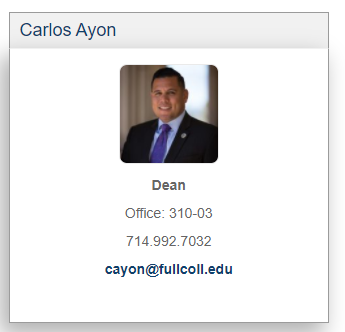 Carlos Ayon
Dean
Office: 310-03
714.992.7032
cayon@fullcoll.edu